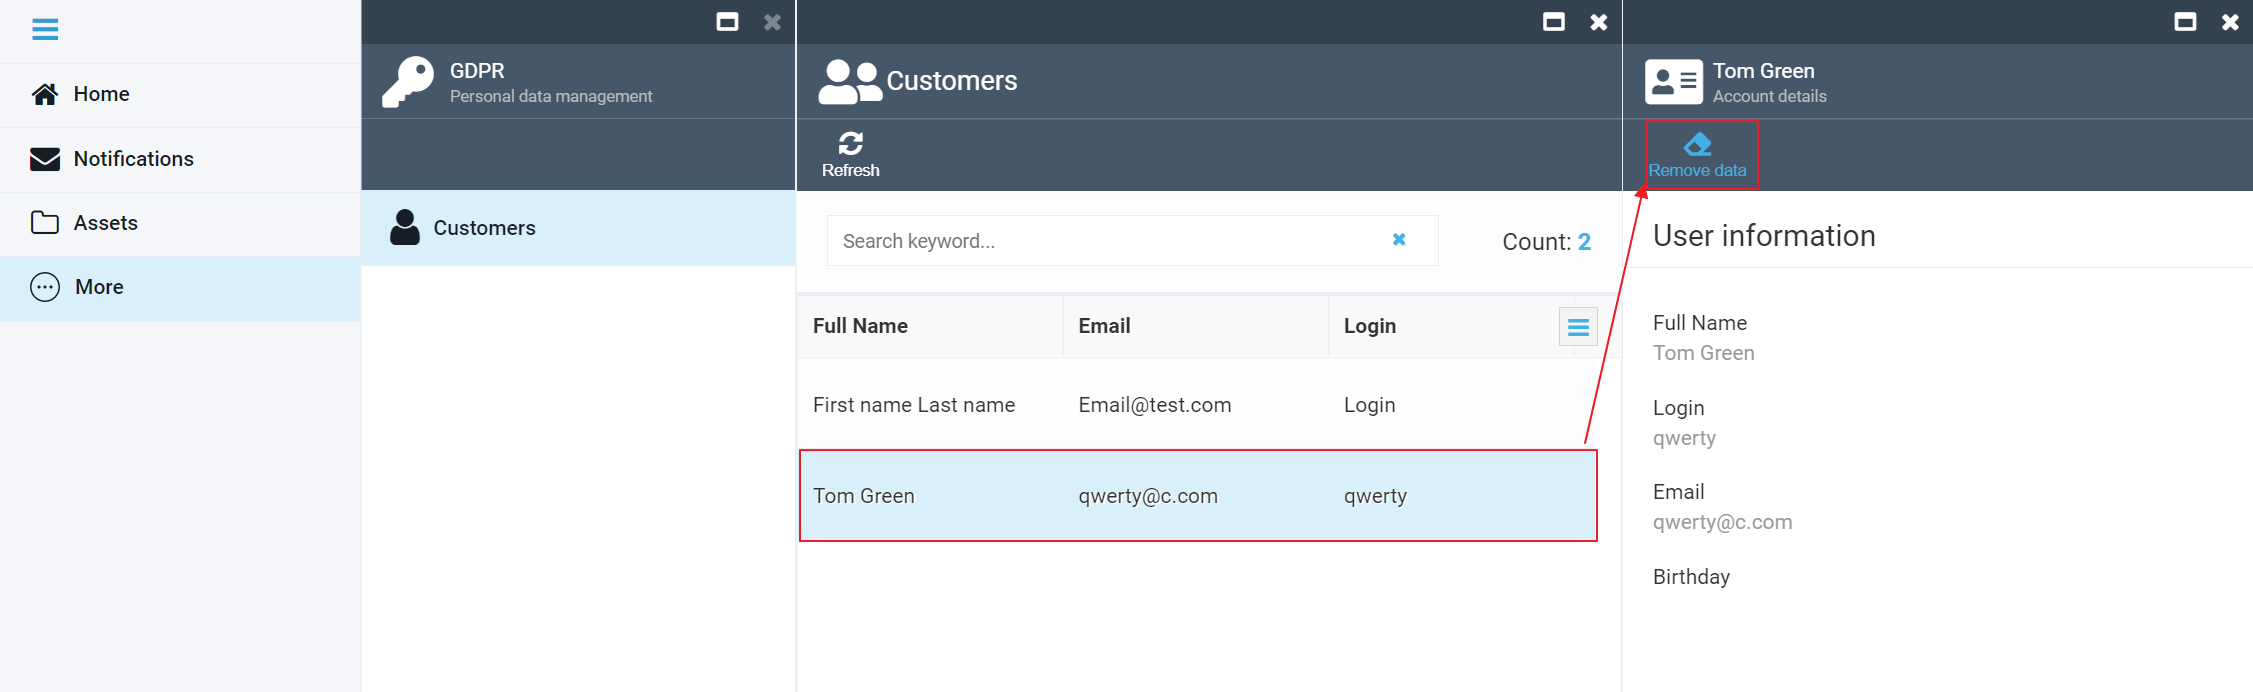 Home
Notifications
Assets
More
GDPR
Personal data management
Customers
Customers
Refresh
Search keyword...
Count: 2
Full Name Email Login
First name Last name Email@test.com Login
Tom Green qwerty@c.com qwerty
Tom Green
Account details
Remove data
User information
Full Name
Tom Green
Login
qwerty
Email
qwerty@c.com
Birthday